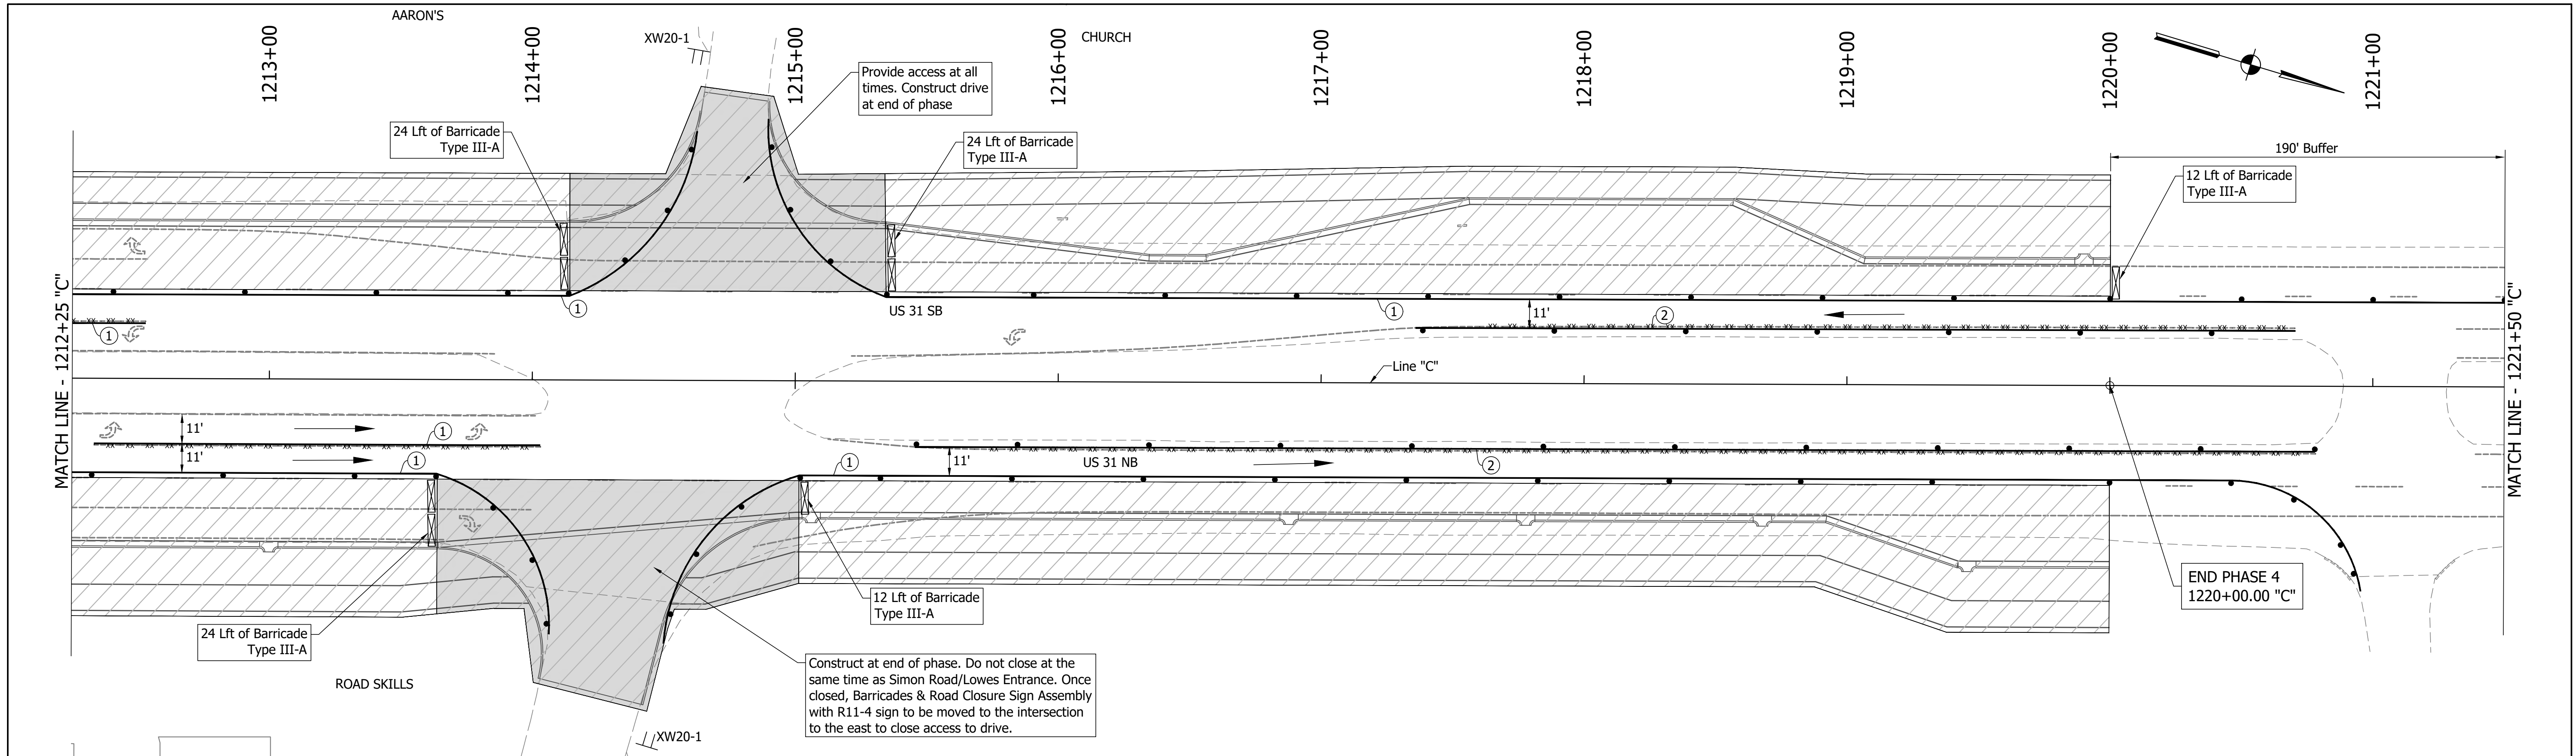 AARON'S
CHURCH
XW20-1
1213+00
1214+00
1215+00
1216+00
1217+00
1218+00
1219+00
1220+00
1221+00
Provide access at all
times. Construct drive
at end of phase
24 Lft of Barricade
Type III-A
24 Lft of Barricade
Type III-A
190' Buffer
12 Lft of Barricade
Type III-A
MATCH LINE - 1212+25 "C"
MATCH LINE - 1221+50 "C"
1
1
US 31 SB
1
11'
2
1
Line "C"
11'
1
11'
1
1
11'
US 31 NB
2
END PHASE 4
1220+00.00 "C"
12 Lft of Barricade
Type III-A
24 Lft of Barricade
Type III-A
ROAD SKILLS
Construct at end of phase. Do not close at the
same time as Simon Road/Lowes Entrance. Once
closed, Barricades & Road Closure Sign Assembly
with R11-4 sign to be moved to the intersection
to the east to close access to drive.
XW20-1